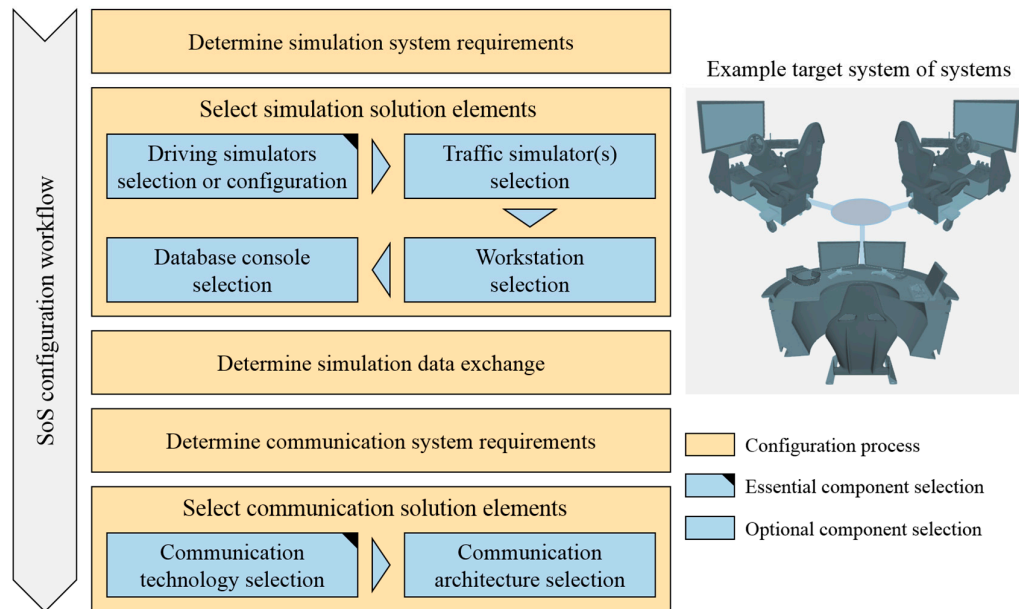 SoS configuration workflow
Determine simulation system requirements
Select simulation solution elements
Driving simulators
selection or configuration
Traffic simulator(s)
selection
Database console
selection
Workstation
selection
Determine simulation data exchange
Determine communication system requirements
Select communication solution elements
Communication
technology selection
Communication
architecture selection
Example target system of systems
Configuration process
Essential component selection
Optional component selection